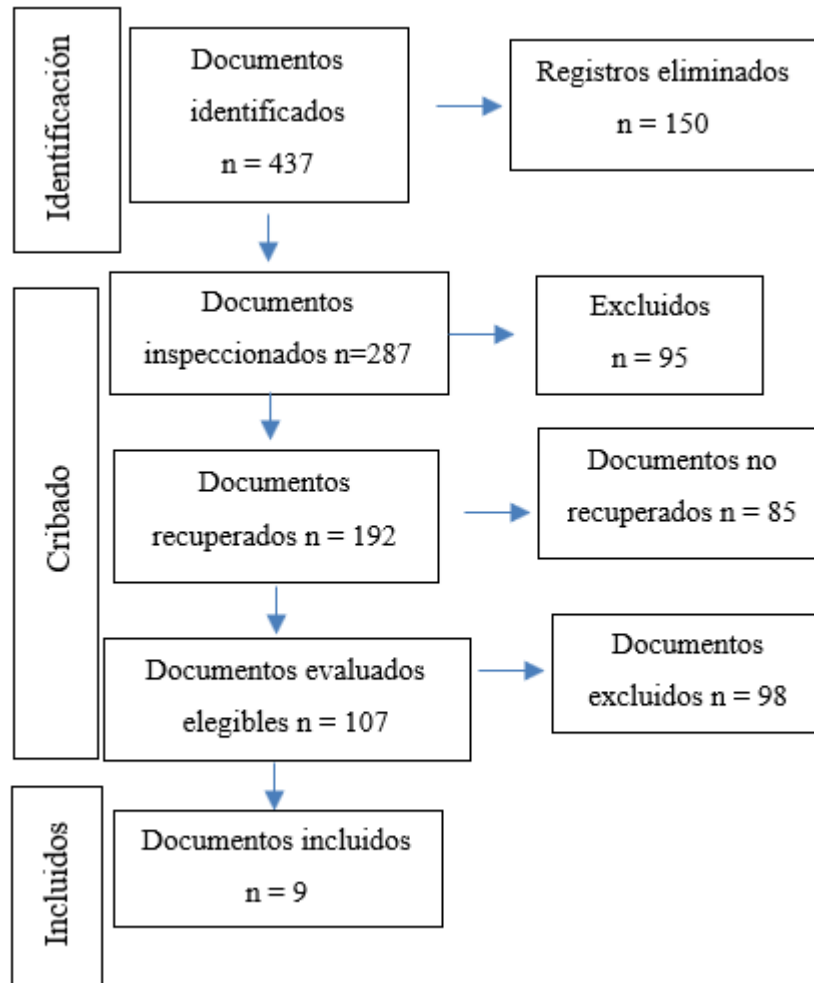 Identificación
Documentos
identificados
n = 437
Registros eliminados
n = 150
Cribado
Documentos
inspeccionados n=287
Excluidos
n = 95
Documentos
recuperados n = 192
Documentos no
recuperados n = 85
Documentos evaluados
elegibles n = 107
Documentos
excluidos n = 98
Incluidos
Documentos incluidos
n = 9